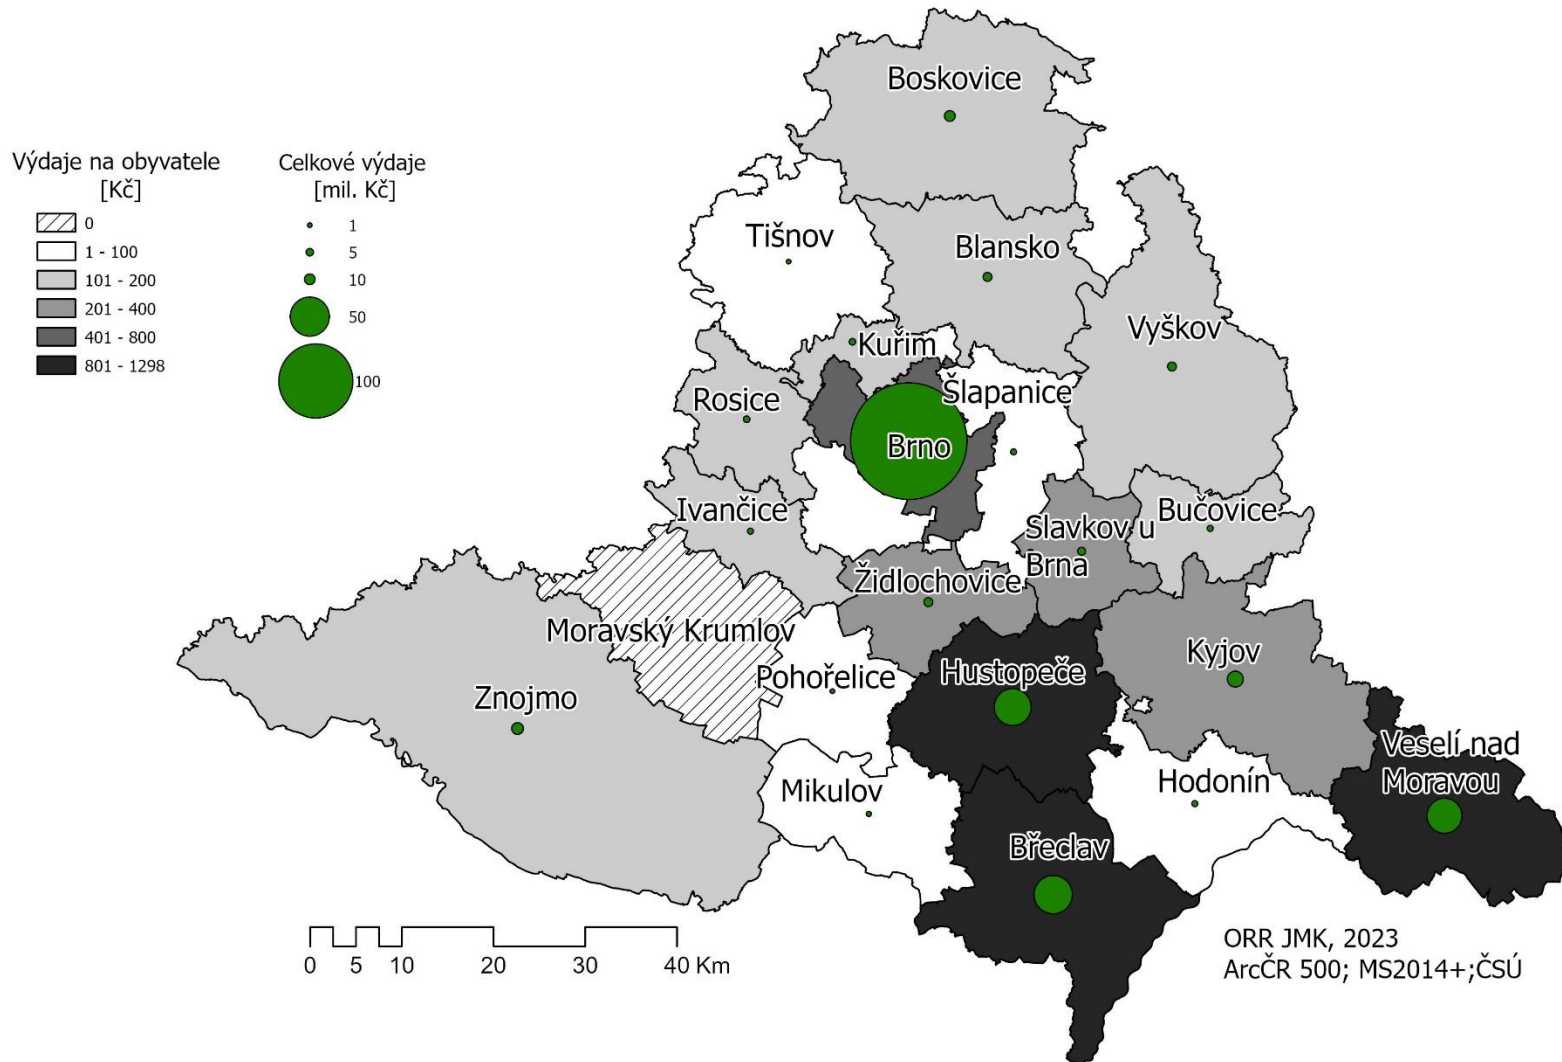 Výdaje na obyvatele
[Kč]
0
1 - 100
101 - 200
201 - 400
401 - 800
801 - 1298
Celkové výdaje
[mil. Kč]
1
5
10
50
100
Boskovice
Tišnov
Blansko
Vyškov
Kuřim
Šlapanice
Rosice
Brno
Ivančice
Slavkov u
Brna
Bučovice
Židlochovice
Moravský Krumlov
Pohořelice
Hustopeče
Kyjov
Znojmo
Mikulov
Hodonín
Veselí nad
Moravou
Břeclav
0 5 10 20 30 40 Km
ORR JMK, 2023
ArcČR 500; MS2014+;ČSÚ